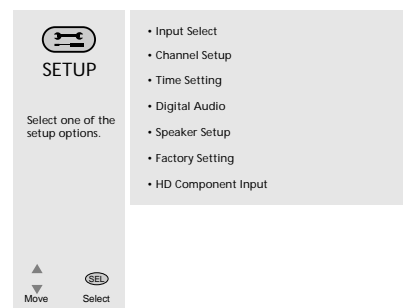 SETUP
Select one of the
setup options.
• Input Select
• Channel Setup
• Time Setting
• Digital Audio
• Speaker Setup
• Factory Setting
• HD Component Input
SEL
Move Select